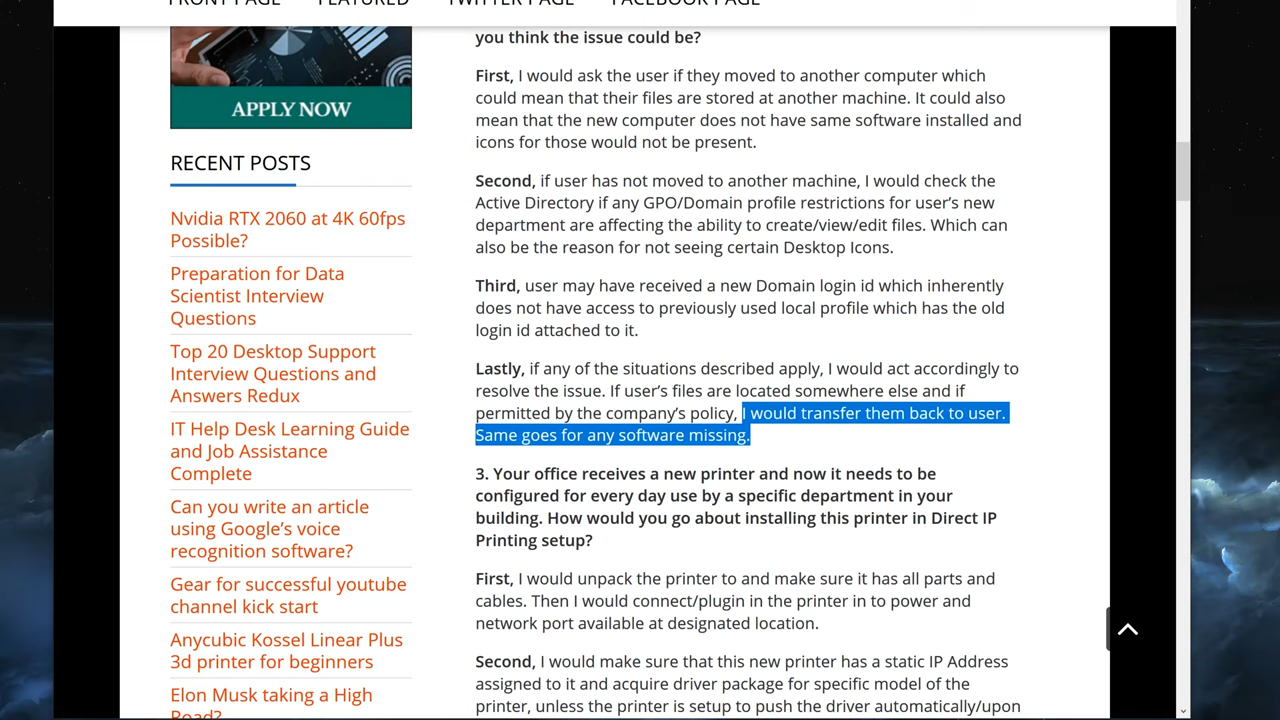 FRONT PAGE FEATURED TWITTER PAGE FACEBOOK PAGE
APPLY NOW
RECENT POSTS
Nvidia RTX 2060 at 4K 60fps
Possible?
Preparation for Data
Scientist Interview
Questions
Top 20 Desktop Support
Interview Questions and
Answers Redux
IT Help Desk Learning Guide
and Job Assistance
Complete
Can you write an article
using Google’s voice
recognition software?
Gear for successful youtube
channel kick start
Anycubic Kossel Linear Plus
3d printer for beginners
Elon Musk taking a High
Road?
you think the issue could be?
First, I would ask the user if they moved to another computer which
could mean that their files are stored at another machine. It could also
mean that the new computer does not have same software installed and
icons for those would not be present.
Second, if user has not moved to another machine, I would check the
Active Directory if any GPO/Domain profile restrictions for user’s new
department are affecting the ability to create/view/edit files. Which can
also be the reason for not seeing certain Desktop Icons.
Third, user may have received a new Domain login id which inherently
does not have access to previously used local profile which has the old
login id attached to it.
Lastly, if any of the situations described apply, I would act accordingly to
resolve the issue. If user’s files are located somewhere else and if
permitted by the company’s policy, I would transfer them back to user.
Same goes for any software missing.
3. Your office receives a new printer and now it needs to be
configured for every day use by a specific department in your
building. How would you go about installing this printer in Direct IP
Printing setup?
First, I would unpack the printer to and make sure it has all parts and
cables. Then I would connect/plugin in the printer in to power and
network port available at designated location.
Second, I would make sure that this new printer has a static IP Address
assigned to it and acquire driver package for specific model of the
printer, unless the printer is setup to push the driver automatically/upon